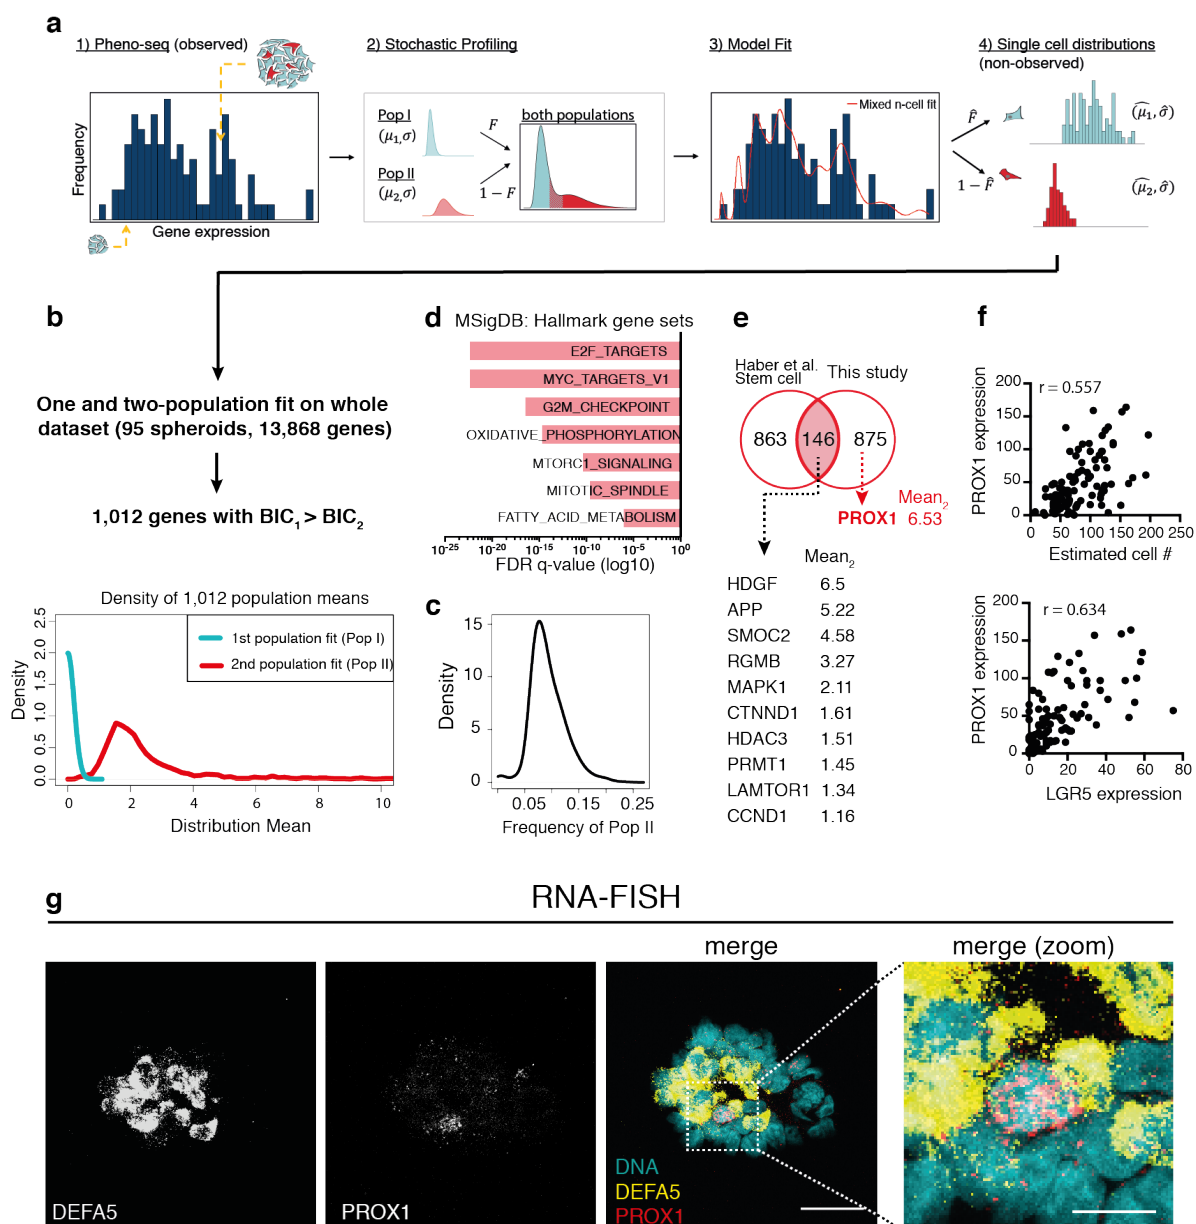 a
1) Pheno-seq (observed)
2) Stochastic Profiling
3) Model Fit
4) Single cell distributions
(non-observed)
Frequency
Gene expression
Pop I
(μ₁,σ)
Pop II
(μ₂,σ)
F
1 − F
both populations
Mixed n-cell fit
F̂
1 − F̂
(μ̂₁, σ̂)
(μ̂₂, σ̂)
b
One and two-population fit on whole
dataset (95 spheroids, 13,868 genes)
1,012 genes with BIC₁ > BIC₂
Density of 1,012 population means
1st population fit (Pop I)
2nd population fit (Pop II)
Density
0.0 0.5 1.0 1.5 2.0 2.5
0 2 4 6 8 10
Distribution Mean
d
MSigDB: Hallmark gene sets
E2F_TARGETS
MYC_TARGETS_V1
G2M_CHECKPOINT
OXIDATIVE_PHOSPHORYLATION
MTORC1_SIGNALING
MITOTIC_SPINDLE
FATTY_ACID_METABOLISM
10⁻²⁵ 10⁻²⁰ 10⁻¹⁵ 10⁻¹⁰ 10⁻⁵ 10⁰
FDR q-value (log10)
c
Density
0 5 10 15
0.05 0.15 0.25
Frequency of Pop II
e
Haber et al.
Stem cell
This study
863 146 875
Mean₂
PROX1 6.53
Mean₂
HDGF 6.5
APP 5.22
SMOC2 4.58
RGMB 3.27
MAPK1 2.11
CTNND1 1.61
HDAC3 1.51
PRMT1 1.45
LAMTOR1 1.34
CCND1 1.16
f
r = 0.557
PROX1 expression
0 50 100 150 200
0 50 100 150 200 250
Estimated cell #
r = 0.634
PROX1 expression
0 50 100 150 200
0 20 40 60 80
LGR5 expression
g
RNA-FISH
merge
merge (zoom)
DEFA5
PROX1
DNA
DEFA5
PROX1